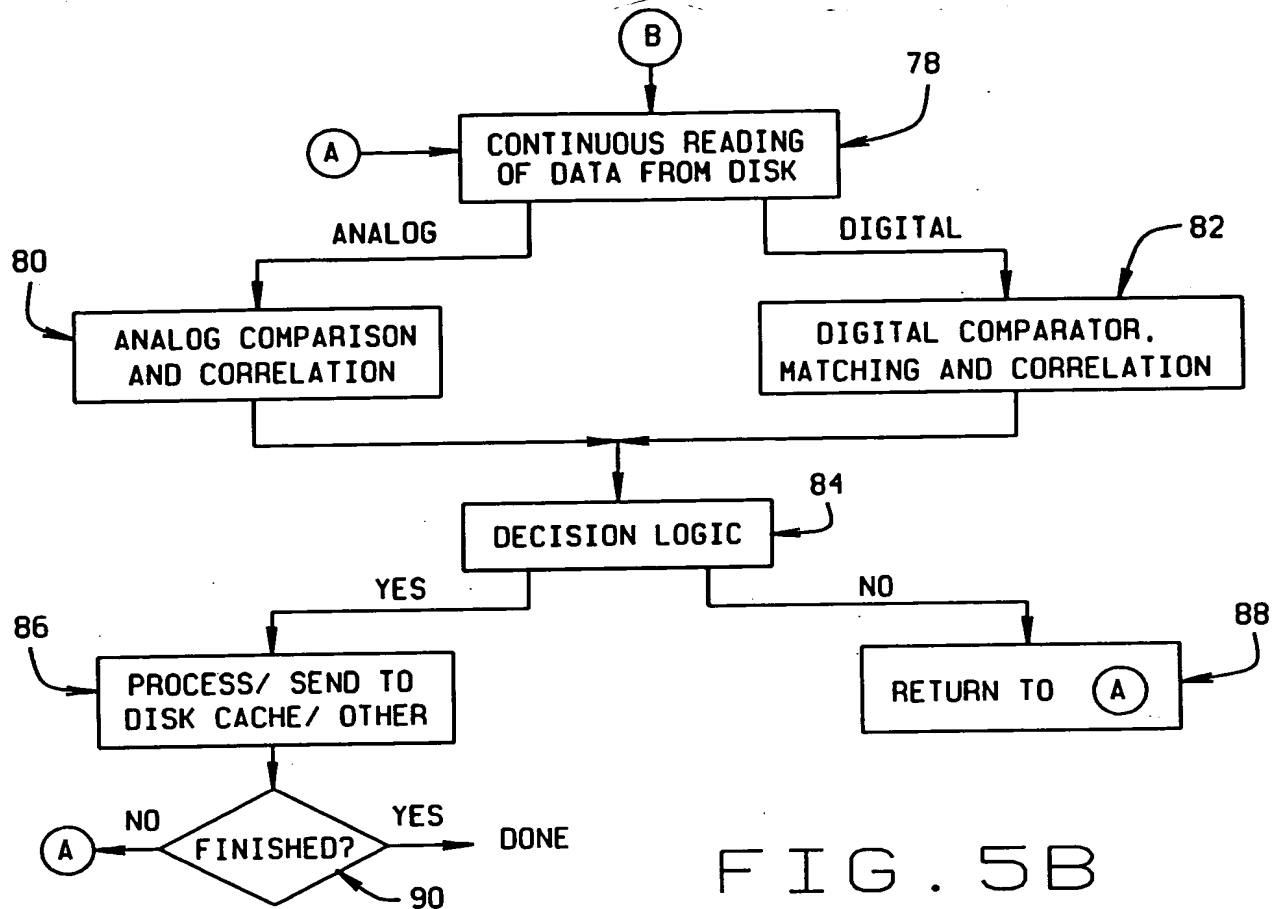 B
78
A
CONTINUOUS READING
OF DATA FROM DISK
ANALOG
DIGITAL
80
82
ANALOG COMPARISON
AND CORRELATION
DIGITAL COMPARATOR.
MATCHING AND CORRELATION
84
DECISION LOGIC
YES
NO
86
88
PROCESS/ SEND TO
DISK CACHE/ OTHER
RETURN TO A
NO
YES
A
FINISHED?
DONE
90
FIG. 5B